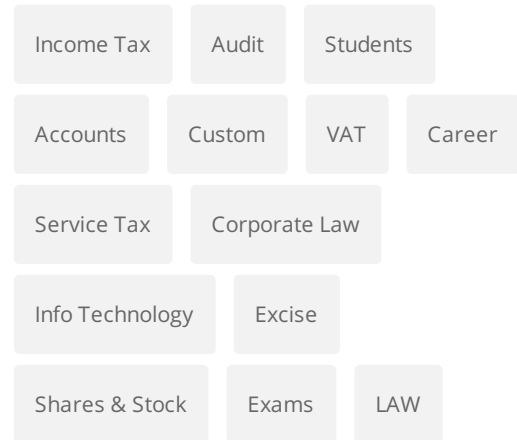 Income Tax Audit Students
Accounts Custom VAT Career
Service Tax Corporate Law
Info Technology Excise
Shares & Stock Exams LAW